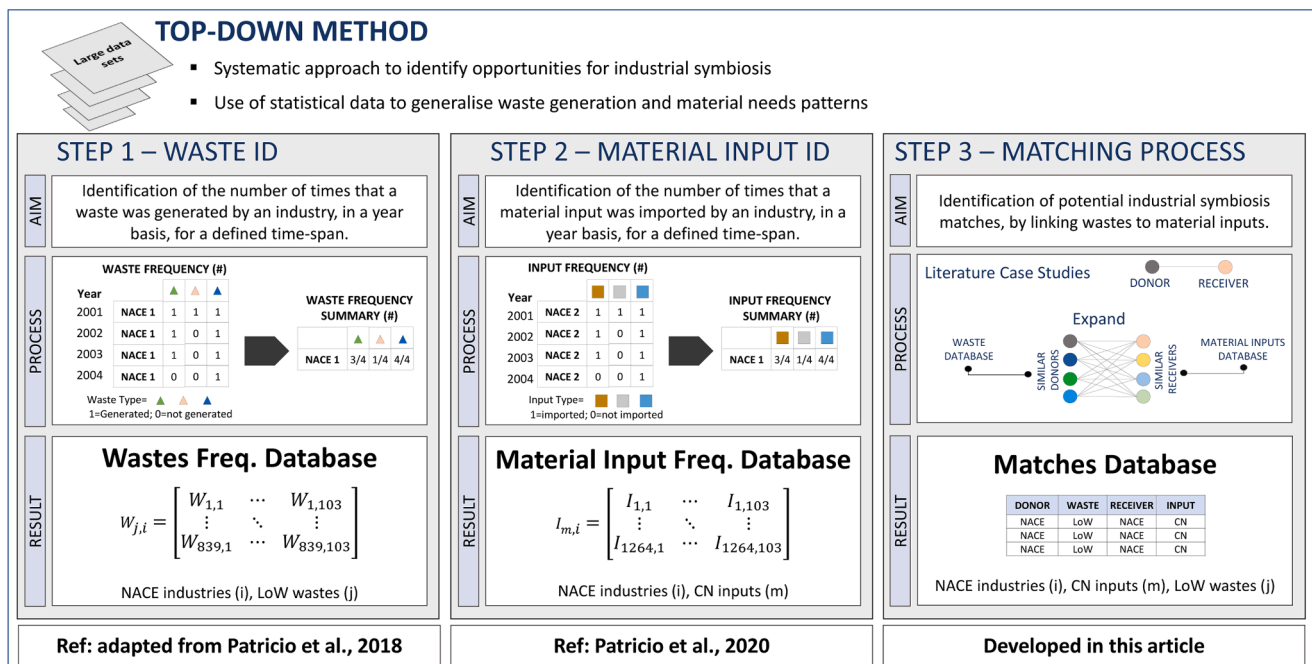 Large data
sets
TOP-DOWN METHOD
▪ Systematic approach to identify opportunities for industrial symbiosis
▪ Use of statistical data to generalise waste generation and material needs patterns
STEP 1 – WASTE ID
AIM
Identification of the number of times that a
waste was generated by an industry, in a year
basis, for a defined time-span.
PROCESS
WASTE FREQUENCY (#)
Year
2001 NACE 1 1 1 1
2002 NACE 1 1 0 1
2003 NACE 1 1 0 1
2004 NACE 1 0 0 1
Waste Type=
1=Generated; 0=not generated
WASTE FREQUENCY
SUMMARY (#)
NACE 1 3/4 1/4 4/4
RESULT
Wastes Freq. Database
W_{j,i} = [ W_{1,1} ⋯ W_{1,103}
⋮ ⋱ ⋮
W_{839,1} ⋯ W_{839,103} ]
NACE industries (i), LoW wastes (j)
Ref: adapted from Patricio et al., 2018
STEP 2 – MATERIAL INPUT ID
AIM
Identification of the number of times that a
material input was imported by an industry, in a
year basis, for a defined time-span.
PROCESS
INPUT FREQUENCY (#)
Year
2001 NACE 2 1 1 1
2002 NACE 2 1 0 1
2003 NACE 2 1 0 1
2004 NACE 2 0 0 1
Input Type=
1=imported; 0=not imported
INPUT FREQUENCY
SUMMARY (#)
NACE 1 3/4 1/4 4/4
RESULT
Material Input Freq. Database
I_{m,i} = [ I_{1,1} ⋯ I_{1,103}
⋮ ⋱ ⋮
I_{1264,1} ⋯ I_{1264,103} ]
NACE industries (i), CN inputs (m)
Ref: Patricio et al., 2020
STEP 3 – MATCHING PROCESS
AIM
Identification of potential industrial symbiosis
matches, by linking wastes to material inputs.
PROCESS
Literature Case Studies
DONOR RECEIVER
Expand
WASTE
DATABASE
SIMILAR
DONORS
SIMILAR
RECEIVERS
MATERIAL INPUTS
DATABASE
RESULT
Matches Database
DONOR WASTE RECEIVER INPUT
NACE LoW NACE CN
NACE LoW NACE CN
NACE LoW NACE CN
NACE industries (i), CN inputs (m), LoW wastes (j)
Developed in this article